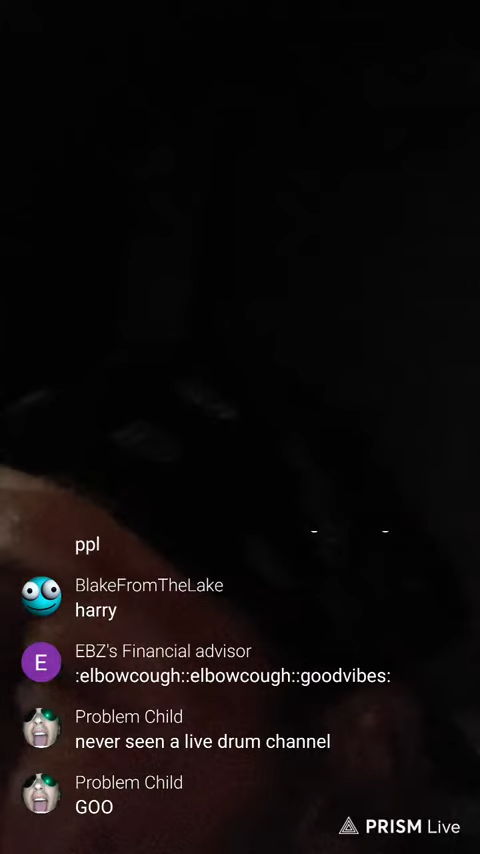 ppl
BlakeFromTheLake
harry
E
EBZ's Financial advisor
:elbowcough::elbowcough::goodvibes:
Problem Child
never seen a live drum channel
Problem Child
GOO
PRISM Live